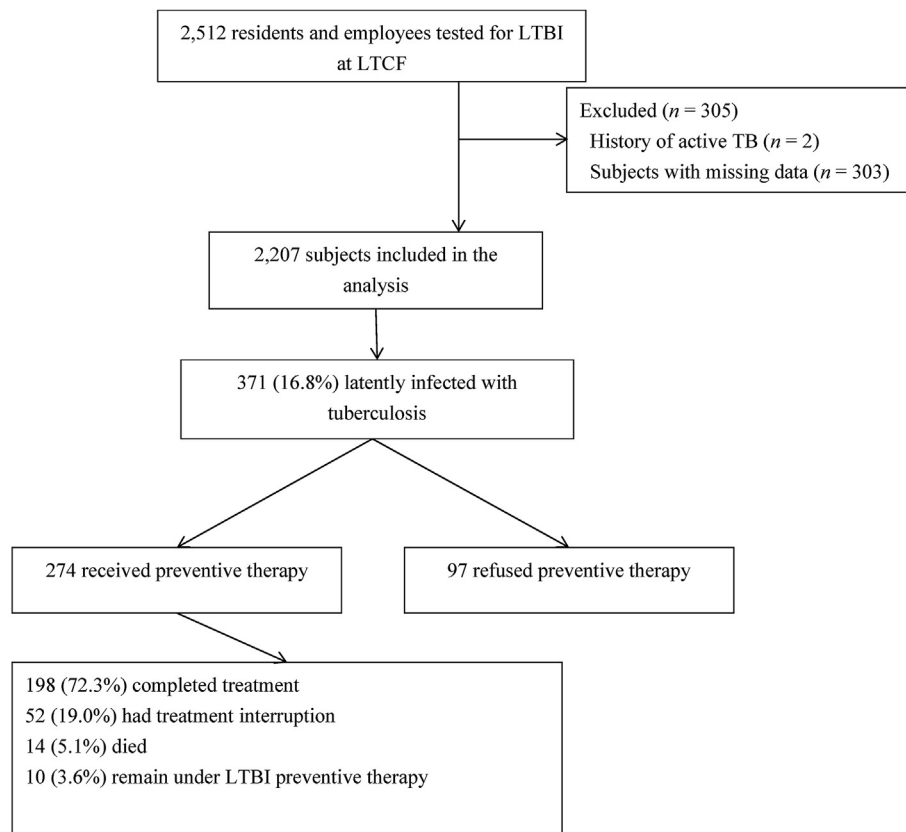 2,512 residents and employees tested for LTBI
at LTCF
Excluded (n = 305)
History of active TB (n = 2)
Subjects with missing data (n = 303)
2,207 subjects included in the
analysis
371 (16.8%) latently infected with
tuberculosis
274 received preventive therapy
97 refused preventive therapy
198 (72.3%) completed treatment
52 (19.0%) had treatment interruption
14 (5.1%) died
10 (3.6%) remain under LTBI preventive therapy